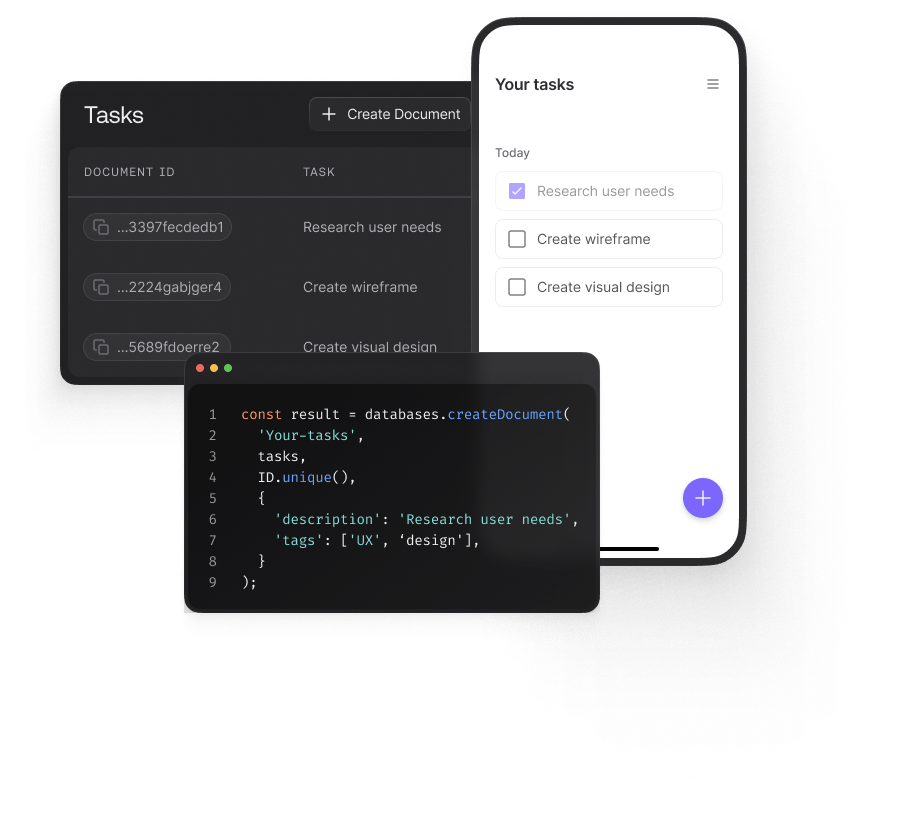 Tasks
Create Document
DOCUMENT ID TASK
...3397fecdedb1 Research user needs
...2224gabjger4 Create wireframe
...5689fdoerre2 Create visual design
Your tasks
Today
Research user needs
Create wireframe
Create visual design
1 const result = databases.createDocument(
2 'Your-tasks',
3 tasks,
4 ID.unique(),
5 {
6 'description': 'Research user needs',
7 'tags': ['UX', ‘design'],
8 }
9 );